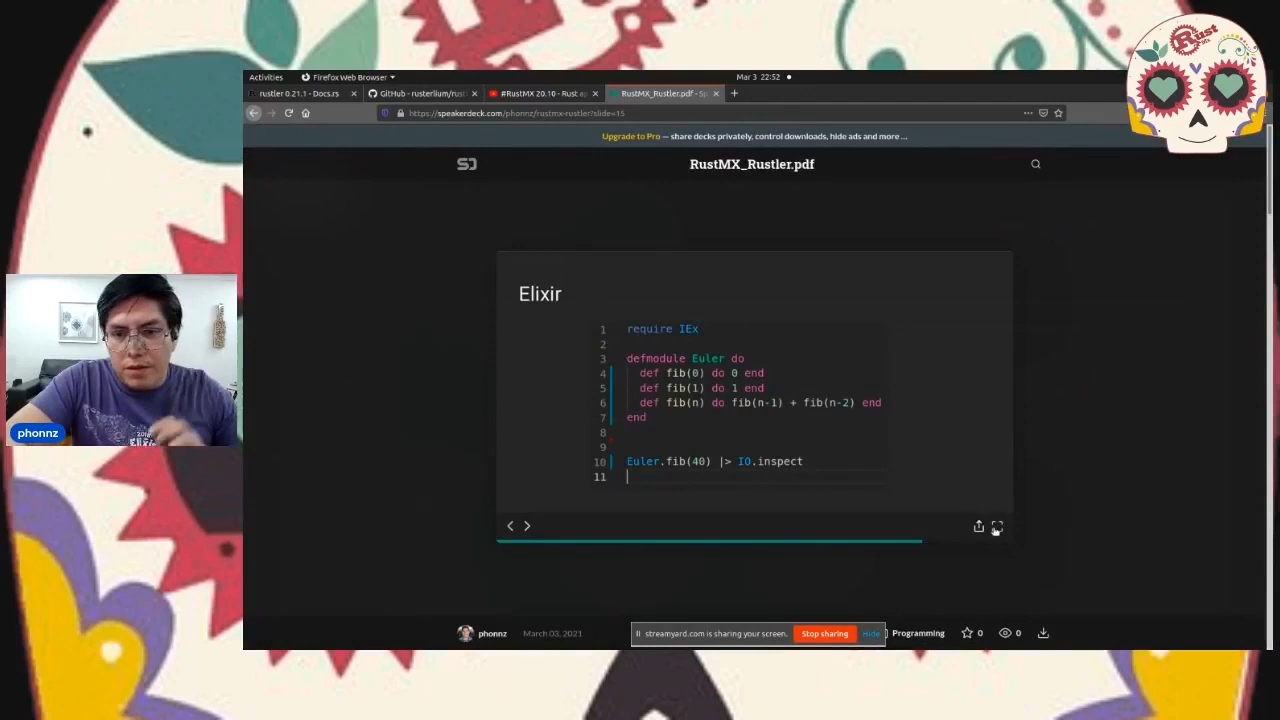 Activities
Firefox Web Browser
Mar 3 22:52
rustler 0.21.1 - Docs.rs
GitHub - rusterlium/rust
#RustMX 20.10 - Rust ap
RustMX_Rustler.pdf - Sp
https://speakerdeck.com/phonnz/rustmx-rustler?slide=15
Upgrade to Pro — share decks privately, control downloads, hide ads and more …
RustMX_Rustler.pdf
Rust
Elixir
1 require IEx
2
3 defmodule Euler do
4 def fib(0) do 0 end
5 def fib(1) do 1 end
6 def fib(n) do fib(n-1) + fib(n-2) end
7 end
8
9
10 Euler.fib(40) |> IO.inspect
11
phonnz
phonnz
March 03, 2021
streamyard.com is sharing your screen.
Stop sharing
Hide
Programming
0
0